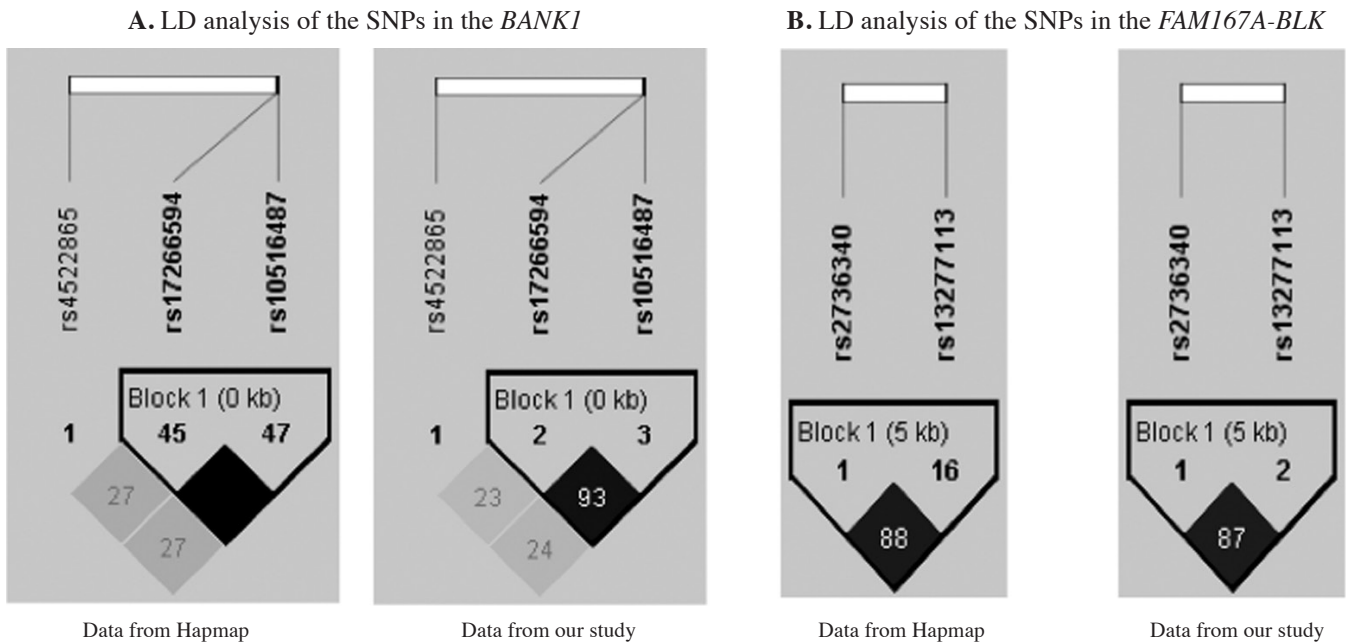 A. LD analysis of the SNPs in the BANK1
B. LD analysis of the SNPs in the FAM167A-BLK
rs4522865
rs17266594
rs10516487
Block 1 (0 kb)
1 45 47
27
27
Data from Hapmap
rs4522865
rs17266594
rs10516487
Block 1 (0 kb)
1 2 3
23 93
24
Data from our study
rs2736340
rs13277113
Block 1 (5 kb)
1 16
88
Data from Hapmap
rs2736340
rs13277113
Block 1 (5 kb)
1 2
87
Data from our study